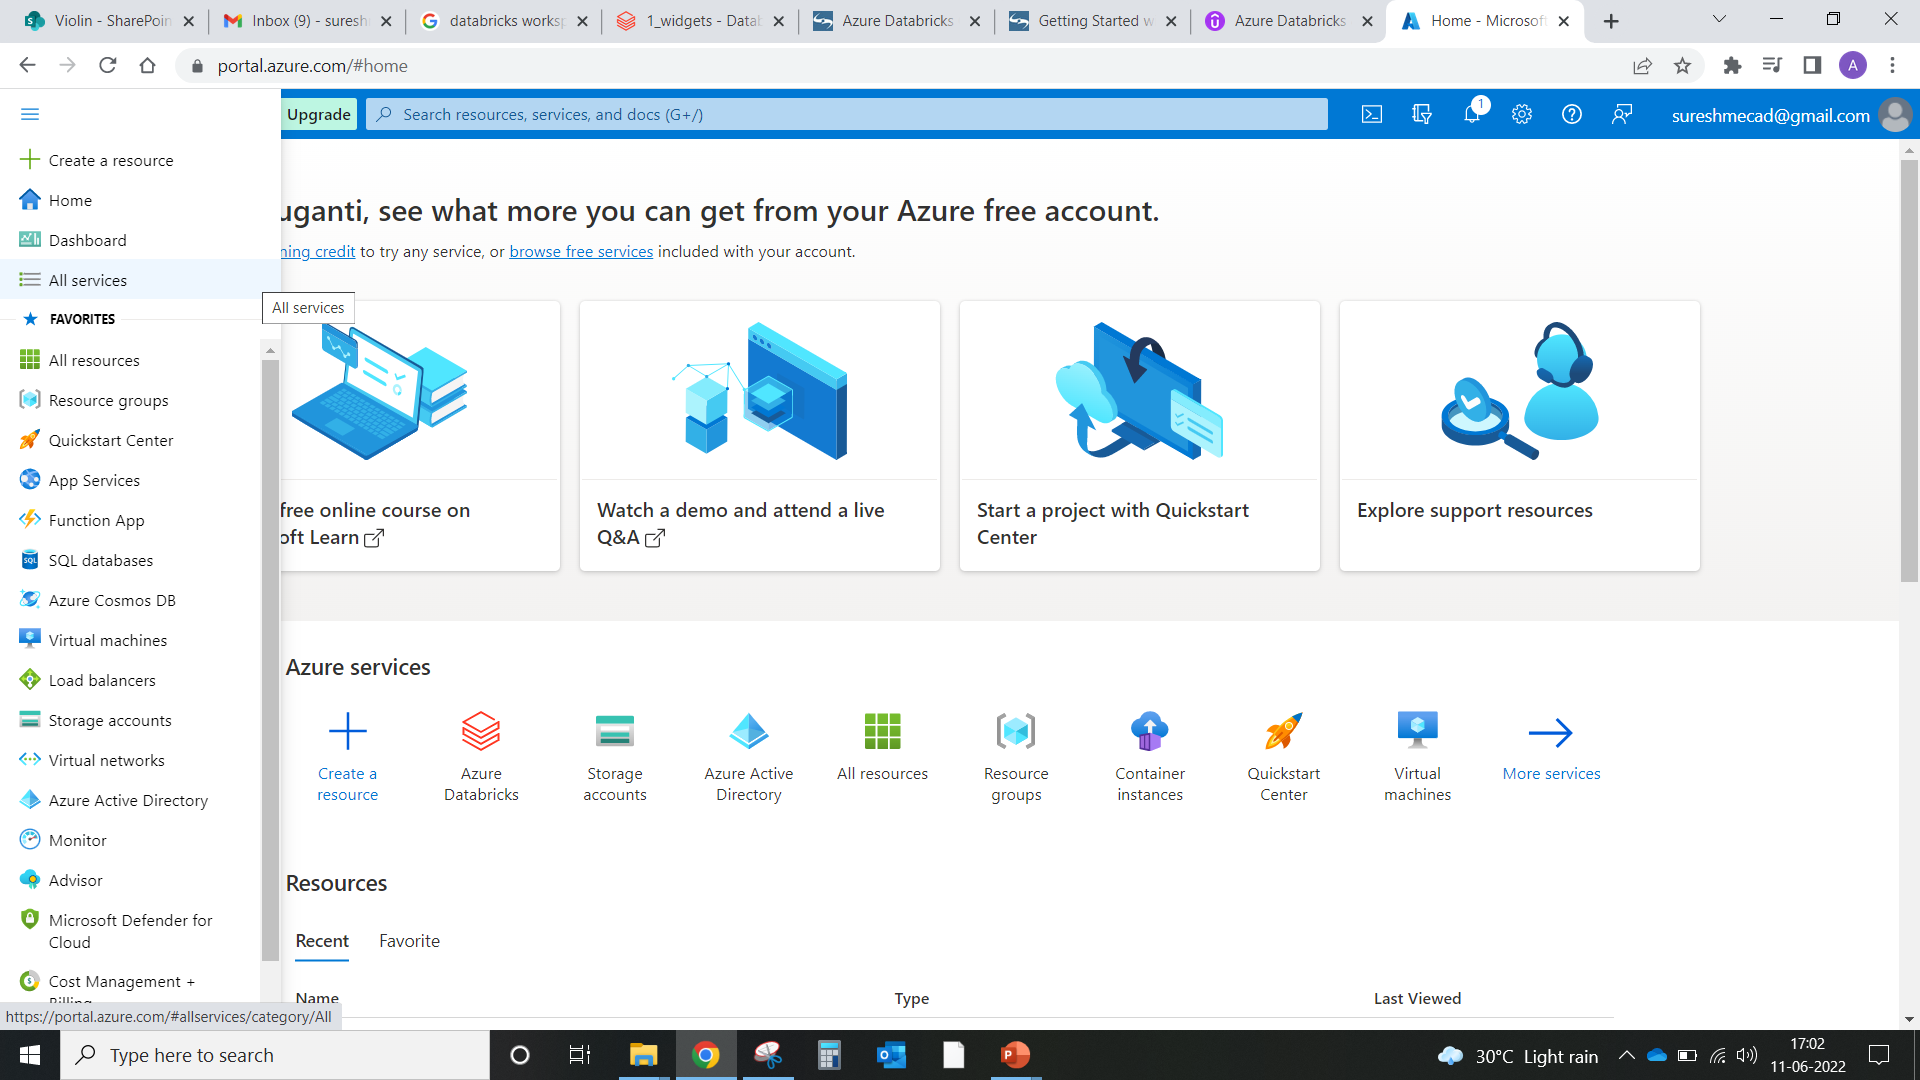 Violin - SharePoin
Inbox (9) - suresh
databricks worksp
1_widgets - Datab
Azure Databricks
Getting Started w
Azure Databricks
Home - Microsoft
portal.azure.com/#home
A
Upgrade
Search resources, services, and docs (G+/)
1
sureshmecad@gmail.com
Create a resource
Home
Dashboard
All services
All services
FAVORITES
All resources
Resource groups
Quickstart Center
App Services
Function App
SQL databases
Azure Cosmos DB
Virtual machines
Load balancers
Storage accounts
Virtual networks
Azure Active Directory
Monitor
Advisor
Microsoft Defender for
Cloud
Cost Management +
Billing
https://portal.azure.com/#allservices/category/All
uganti, see what more you can get from your Azure free account.
ning credit to try any service, or browse free services included with your account.
free online course on
oft Learn
Watch a demo and attend a live
Q&A
Start a project with Quickstart
Center
Explore support resources
Azure services
Create a
resource
Azure
Databricks
Storage
accounts
Azure Active
Directory
All resources
Resource
groups
Container
instances
Quickstart
Center
Virtual
machines
More services
Resources
Recent Favorite
Name Type Last Viewed
Type here to search
30°C Light rain
17:02
11-06-2022